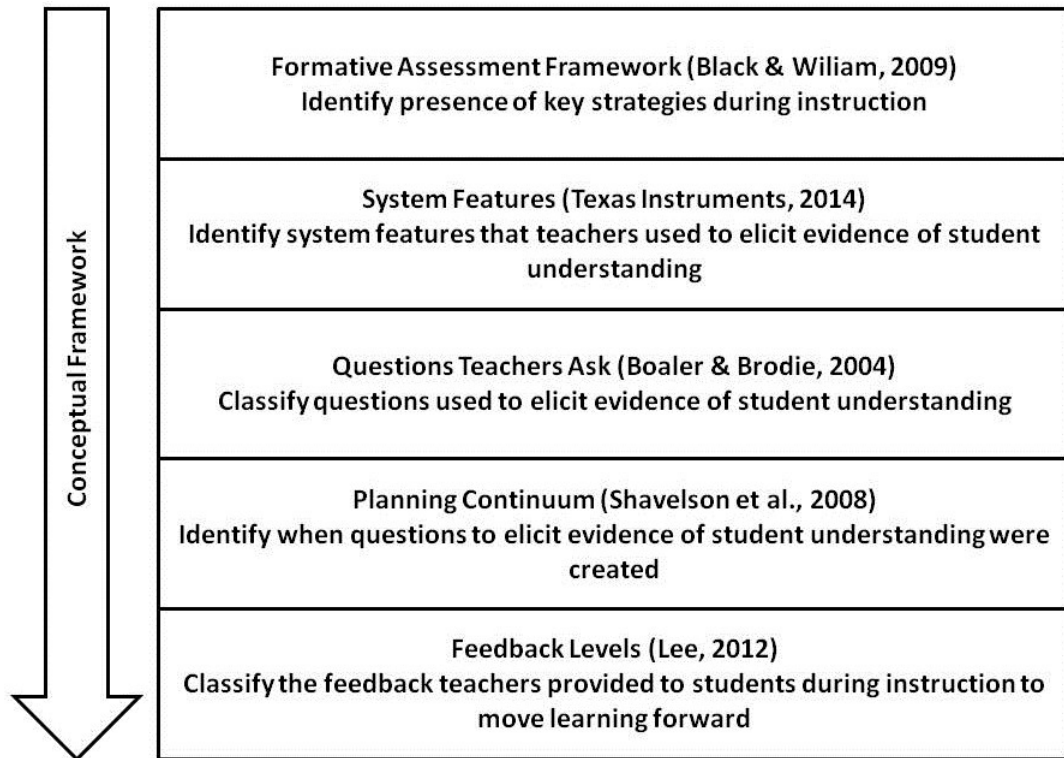 Conceptual Framework
Formative Assessment Framework (Black & Wiliam, 2009)
Identify presence of key strategies during instruction
System Features (Texas Instruments, 2014)
Identify system features that teachers used to elicit evidence of student
understanding
Questions Teachers Ask (Boaler & Brodie, 2004)
Classify questions used to elicit evidence of student understanding
Planning Continuum (Shavelson et al., 2008)
Identify when questions to elicit evidence of student understanding were
created
Feedback Levels (Lee, 2012)
Classify the feedback teachers provided to students during instruction to
move learning forward